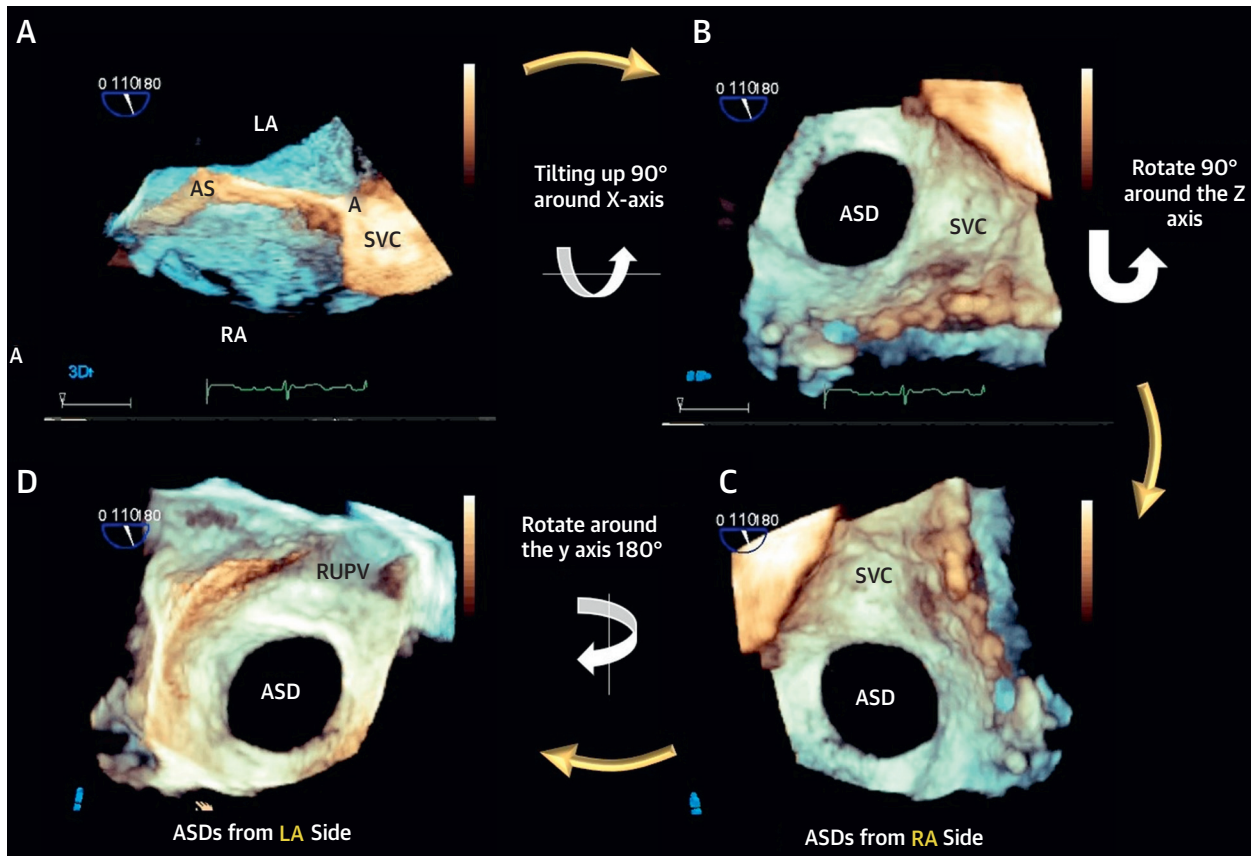 A
0 110 180
LA
AS
A
SVC
RA
A
3D
Tilting up 90°
around X-axis
B
0 110 180
ASD
SVC
Rotate 90°
around the Z
axis
D
0 110 180
RUPV
ASD
ASDs from LA Side
Rotate around
the y axis 180°
C
0 110 180
SVC
ASD
ASDs from RA Side